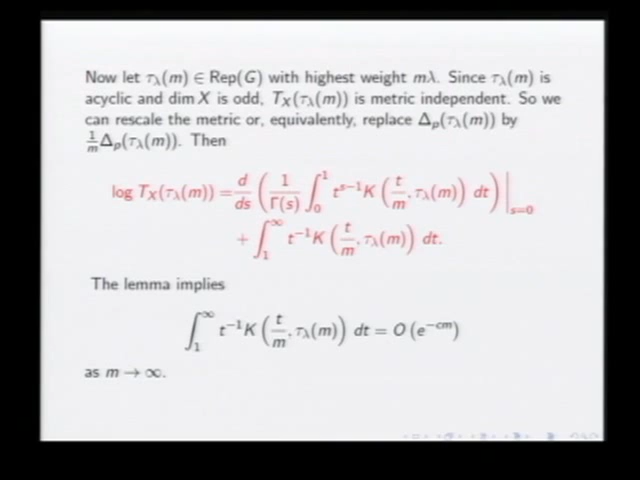 Now let τ_λ(m) ∈ Rep(G) with highest weight mλ. Since τ_λ(m) is
acyclic and dim X is odd, T_X(τ_λ(m)) is metric independent. So we
can rescale the metric or, equivalently, replace Δ_p(τ_λ(m)) by
1/m Δ_p(τ_λ(m)). Then
log T_X(τ_λ(m)) = d/ds ( 1/Γ(s) ∫_0^1 t^{s−1} K ( t/m, τ_λ(m) ) dt ) |_{s=0}
+ ∫_1^∞ t^{−1} K ( t/m, τ_λ(m) ) dt.
The lemma implies
∫_1^∞ t^{−1} K ( t/m, τ_λ(m) ) dt = O ( e^{−cm} )
as m → ∞.